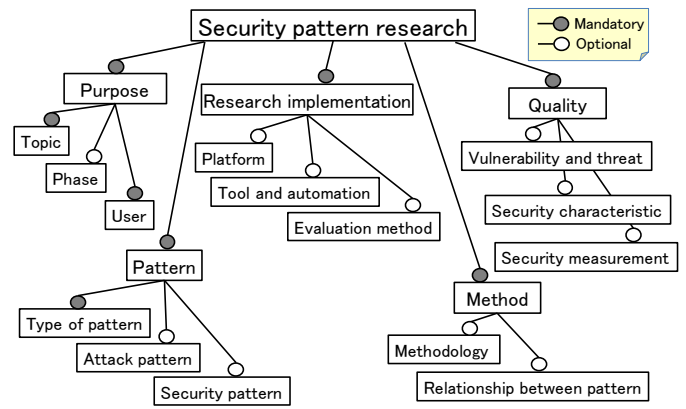 Security pattern research
Mandatory
Optional
Purpose
Topic
Phase
User
Research implementation
Platform
Tool and automation
Evaluation method
Quality
Vulnerability and threat
Security characteristic
Security measurement
Pattern
Type of pattern
Attack pattern
Security pattern
Method
Methodology
Relationship between pattern